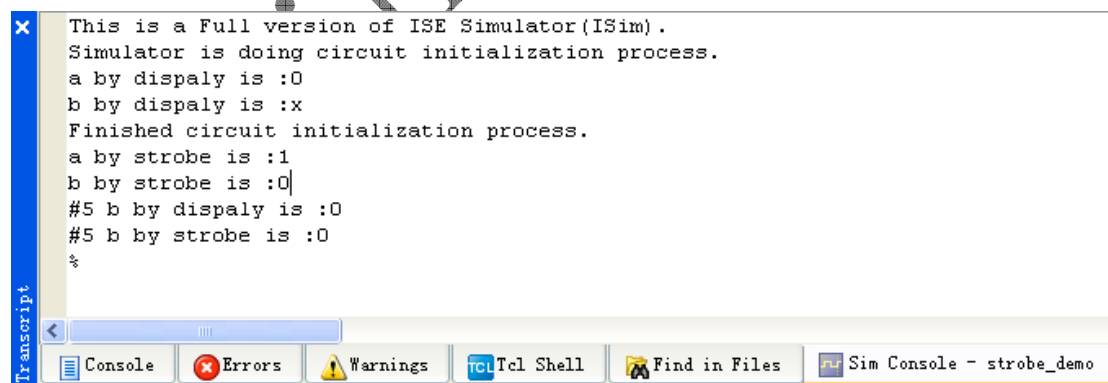 This is a Full version of ISE Simulator(ISim).
Simulator is doing circuit initialization process.
a by dispaly is :0
b by dispaly is :x
Finished circuit initialization process.
a by strobe is :1
b by strobe is :0
#5 b by dispaly is :0
#5 b by strobe is :0
%
Transcript
Console Errors Warnings TCL Tcl Shell Find in Files Sim Console - strobe_demo